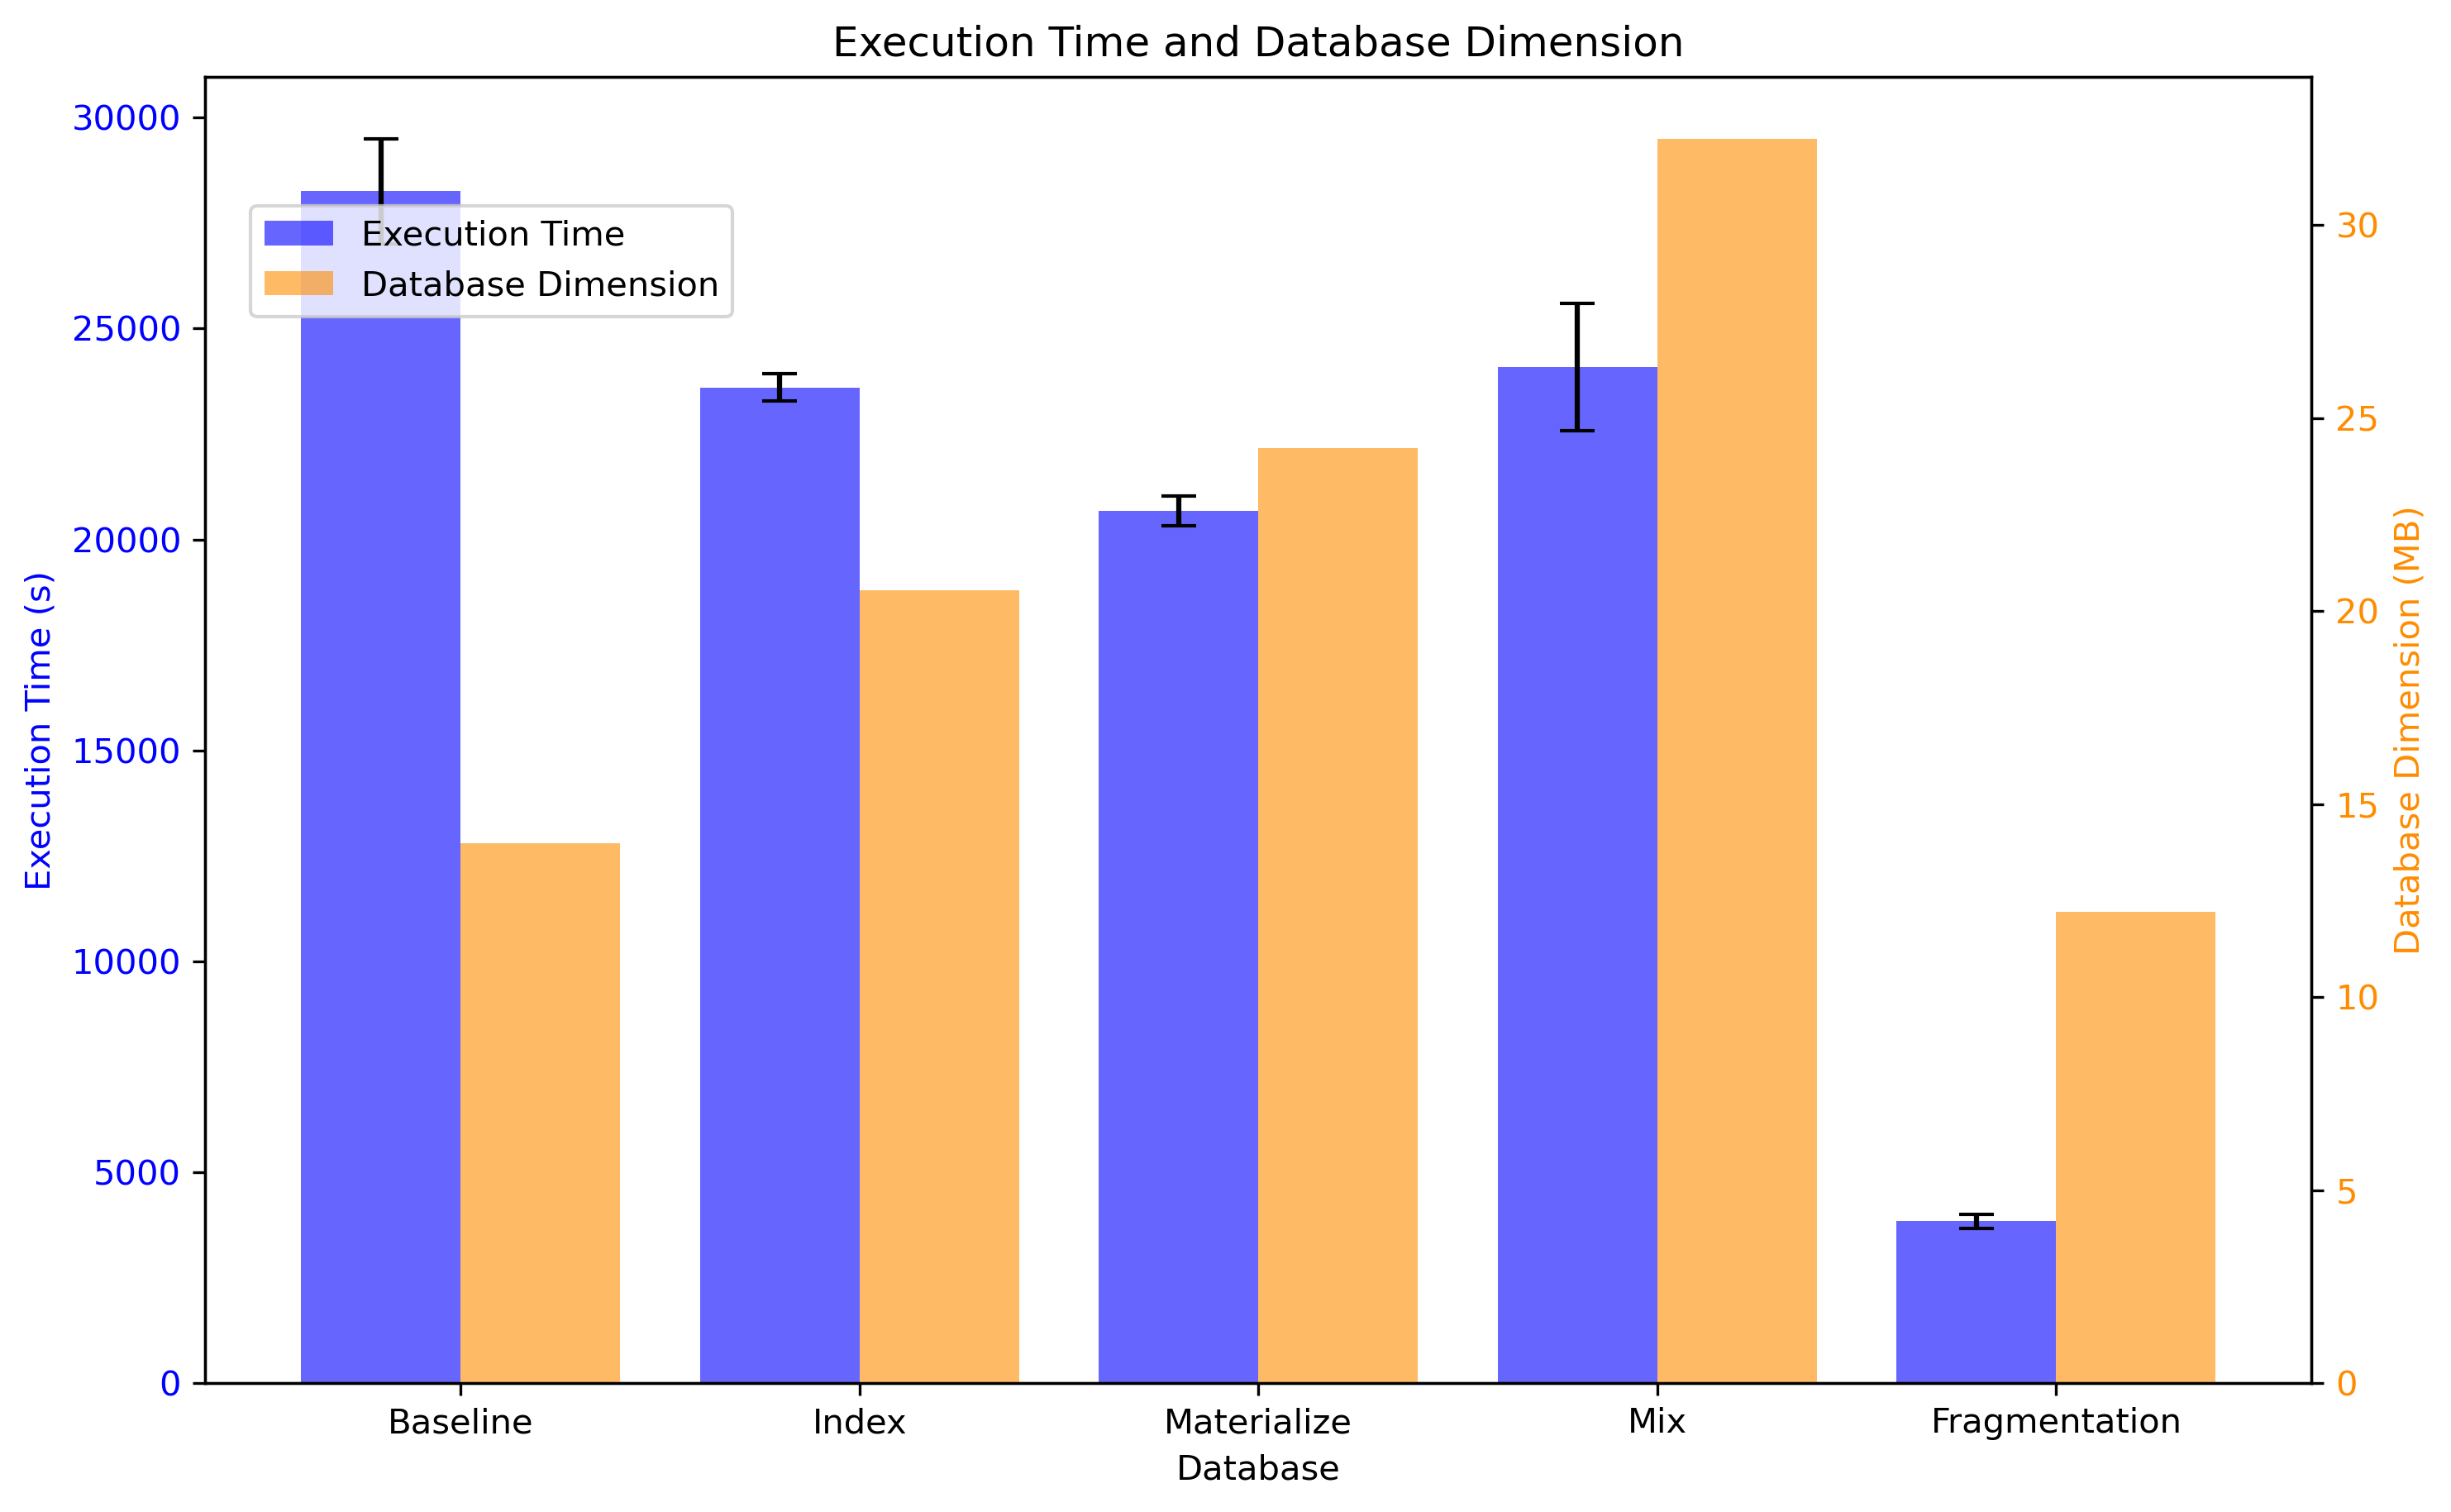 Execution Time and Database Dimension
30000
25000
20000
15000
10000
5000
0
Execution Time (s)
Execution Time
Database Dimension
30
25
20
15
10
5
0
Database Dimension (MB)
Baseline
Index
Materialize
Mix
Fragmentation
Database